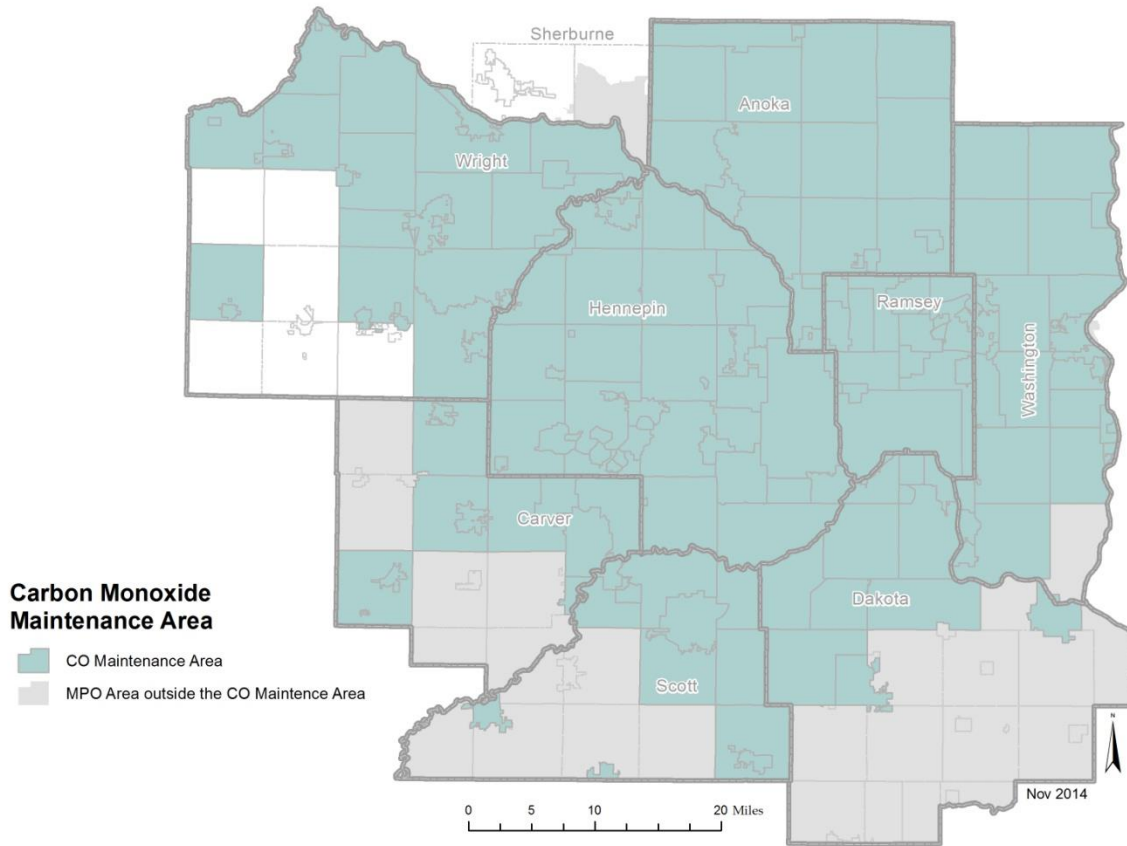 Sherburne
Anoka
Wright
Hennepin
Ramsey
Washington
Carver
Dakota
Scott
Carbon Monoxide
Maintenance Area
CO Maintenance Area
MPO Area outside the CO Maintence Area
N
Nov 2014
0 5 10 20 Miles